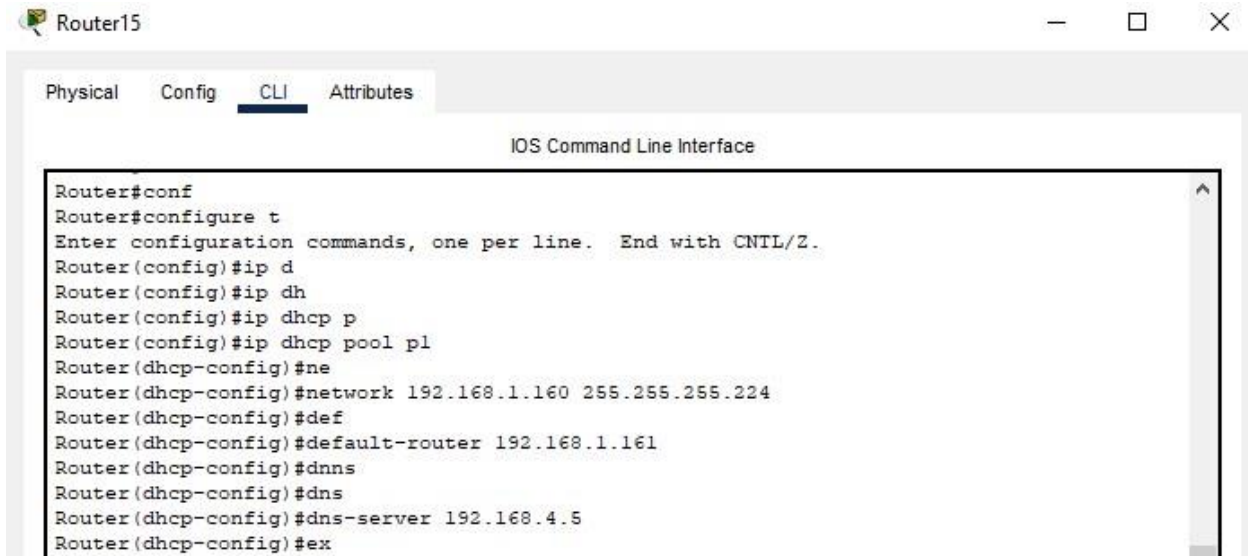 Router15
Physical Config CLI Attributes
IOS Command Line Interface
Router#conf
Router#configure t
Enter configuration commands, one per line.  End with CNTL/Z.
Router(config)#ip d
Router(config)#ip dh
Router(config)#ip dhcp p
Router(config)#ip dhcp pool p1
Router(dhcp-config)#ne
Router(dhcp-config)#network 192.168.1.160 255.255.255.224
Router(dhcp-config)#def
Router(dhcp-config)#default-router 192.168.1.161
Router(dhcp-config)#dnns
Router(dhcp-config)#dns
Router(dhcp-config)#dns-server 192.168.4.5
Router(dhcp-config)#ex